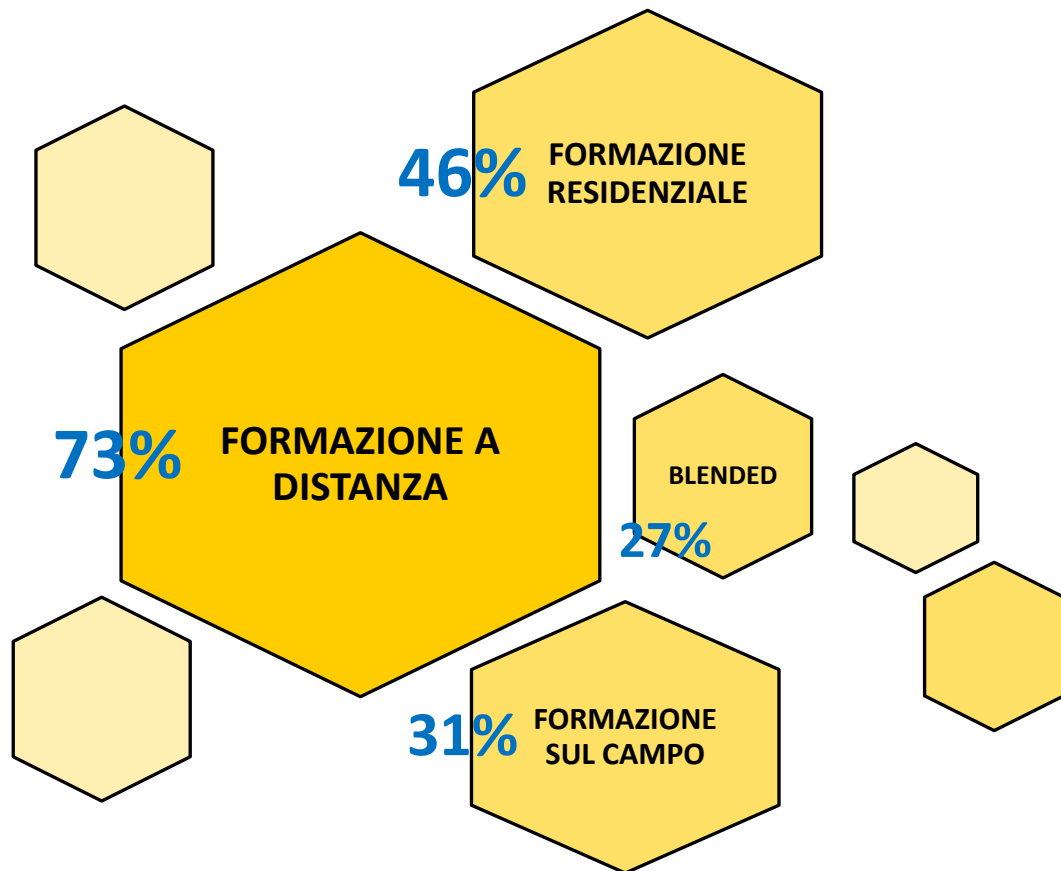 46%
FORMAZIONE
RESIDENZIALE
73%
FORMAZIONE A
DISTANZA
BLENDED
27%
31%
FORMAZIONE
SUL CAMPO